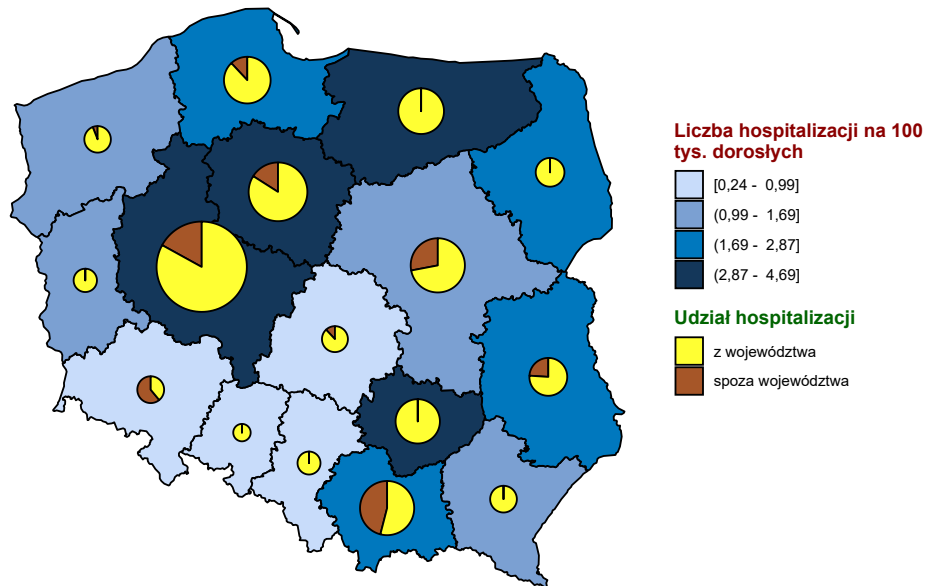 Liczba hospitalizacji na 100
tys. dorosłych
[0,24 - 0,99]
(0,99 - 1,69]
(1,69 - 2,87]
(2,87 - 4,69]
Udział hospitalizacji
z województwa
spoza województwa